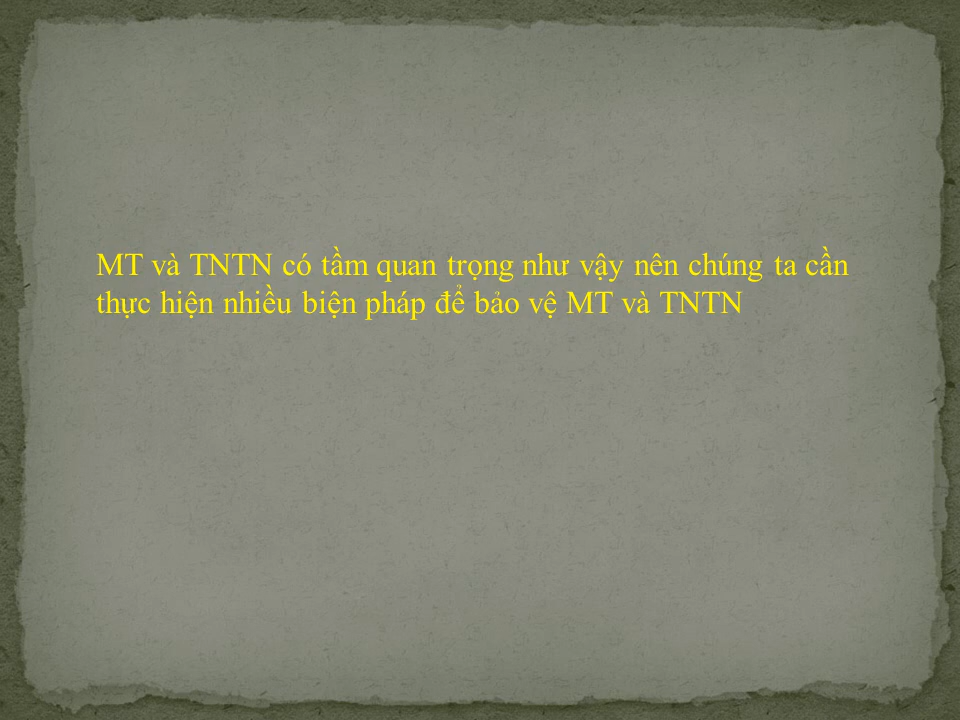 MT và TNTN có tầm quan trọng như vậy nên chúng ta cần
thực hiện nhiều biện pháp để bảo vệ MT và TNTN